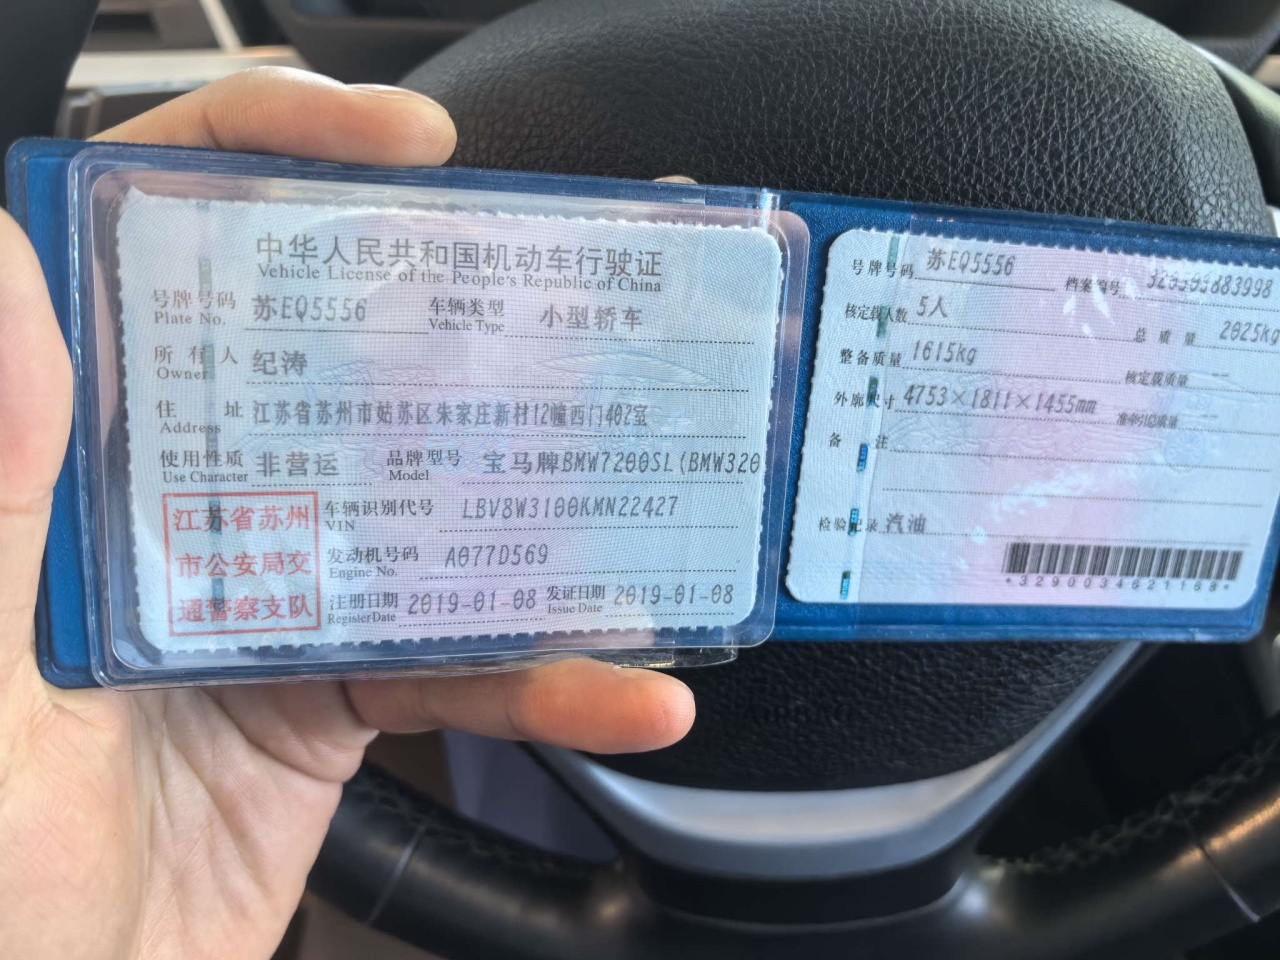 中华人民共和国机动车行驶证
Vehicle License of the People's Republic of China
号牌号码 苏EQ5556 车辆类型 小型轿车
Plate No. Vehicle Type
所有人 纪涛
Owner
住址 江苏省苏州市姑苏区朱家庄新村12幢西门402室
Address
使用性质 非营运 品牌型号 宝马牌BMW7200SL(BMW320
Use Character Model
江苏省苏州
市公安局交
通警察支队
车辆识别代号 LBV8W3100KMN22427
VIN
发动机号码 A077D569
Engine No.
注册日期 2019-01-08 发证日期 2019-01-08
Register Date Issue Date
号牌号码 苏EQ5556 档案编号
核定载人数 5人 总质量 2025kg
整备质量 1615kg 核定载质量 --
外廓尺寸 4753×1811×1455mm 准牵引总质量 --
备注
检验记录 汽油
*3290034621168*
AIRBAG